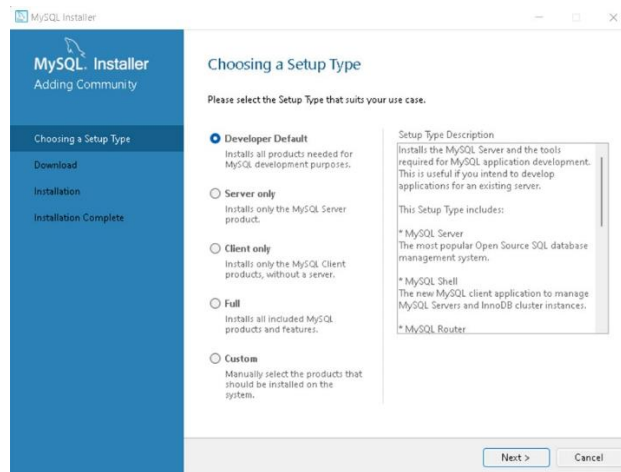 MySQL Installer
MySQL. Installer
Adding Community
Choosing a Setup Type
Download
Installation
Installation Complete
Choosing a Setup Type
Please select the Setup Type that suits your use case.
Developer Default
Installs all products needed for
MySQL development purposes.
Server only
Installs only the MySQL Server
product.
Client only
Installs only the MySQL Client
products, without a server.
Full
Installs all included MySQL
products and features.
Custom
Manually select the products that
should be installed on the
system.
Setup Type Description
Installs the MySQL Server and the tools
required for MySQL application development.
This is useful if you intend to develop
applications for an existing server.
This Setup Type includes:
* MySQL Server
The most popular Open Source SQL database
management system.
* MySQL Shell
The new MySQL client application to manage
MySQL Servers and InnoDB cluster instances.
* MySQL Router
Next >
Cancel